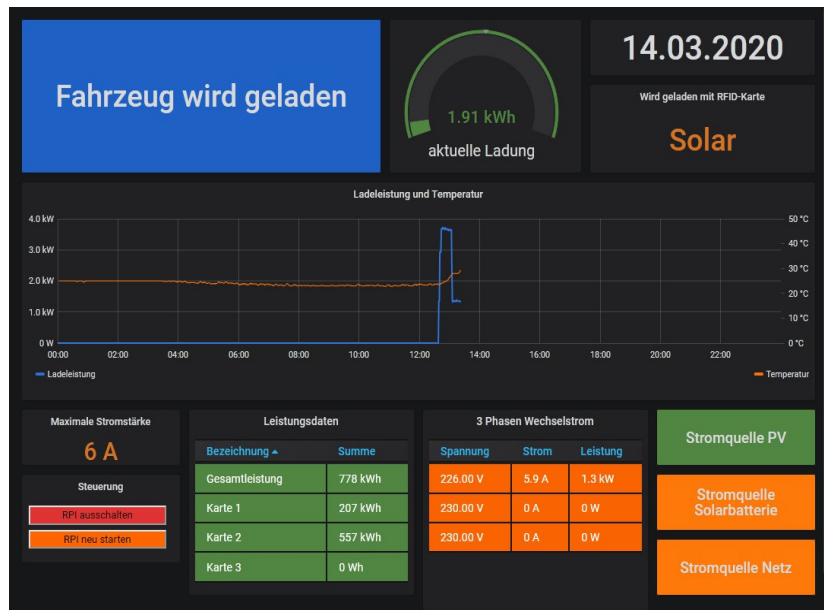 Fahrzeug wird geladen
1.91 kWh
aktuelle Ladung
14.03.2020
Wird geladen mit RFID-Karte
Solar
Ladeleistung und Temperatur
4.0 kW
3.0 kW
2.0 kW
1.0 kW
0 W
50 °C
40 °C
30 °C
20 °C
10 °C
0 °C
00:00 02:00 04:00 06:00 08:00 10:00 12:00 14:00 16:00 18:00 20:00 22:00
Ladeleistung
Temperatur
Maximale Stromstärke
6 A
Steuerung
RPI ausschalten
RPI neu starten
Leistungsdaten
Bezeichnung Summe
Gesamtleistung 778 kWh
Karte 1 207 kWh
Karte 2 557 kWh
Karte 3 0 Wh
3 Phasen Wechselstrom
Spannung Strom Leistung
226.00 V 5.9 A 1.3 kW
230.00 V 0 A 0 W
230.00 V 0 A 0 W
Stromquelle PV
Stromquelle
Solarbatterie
Stromquelle Netz